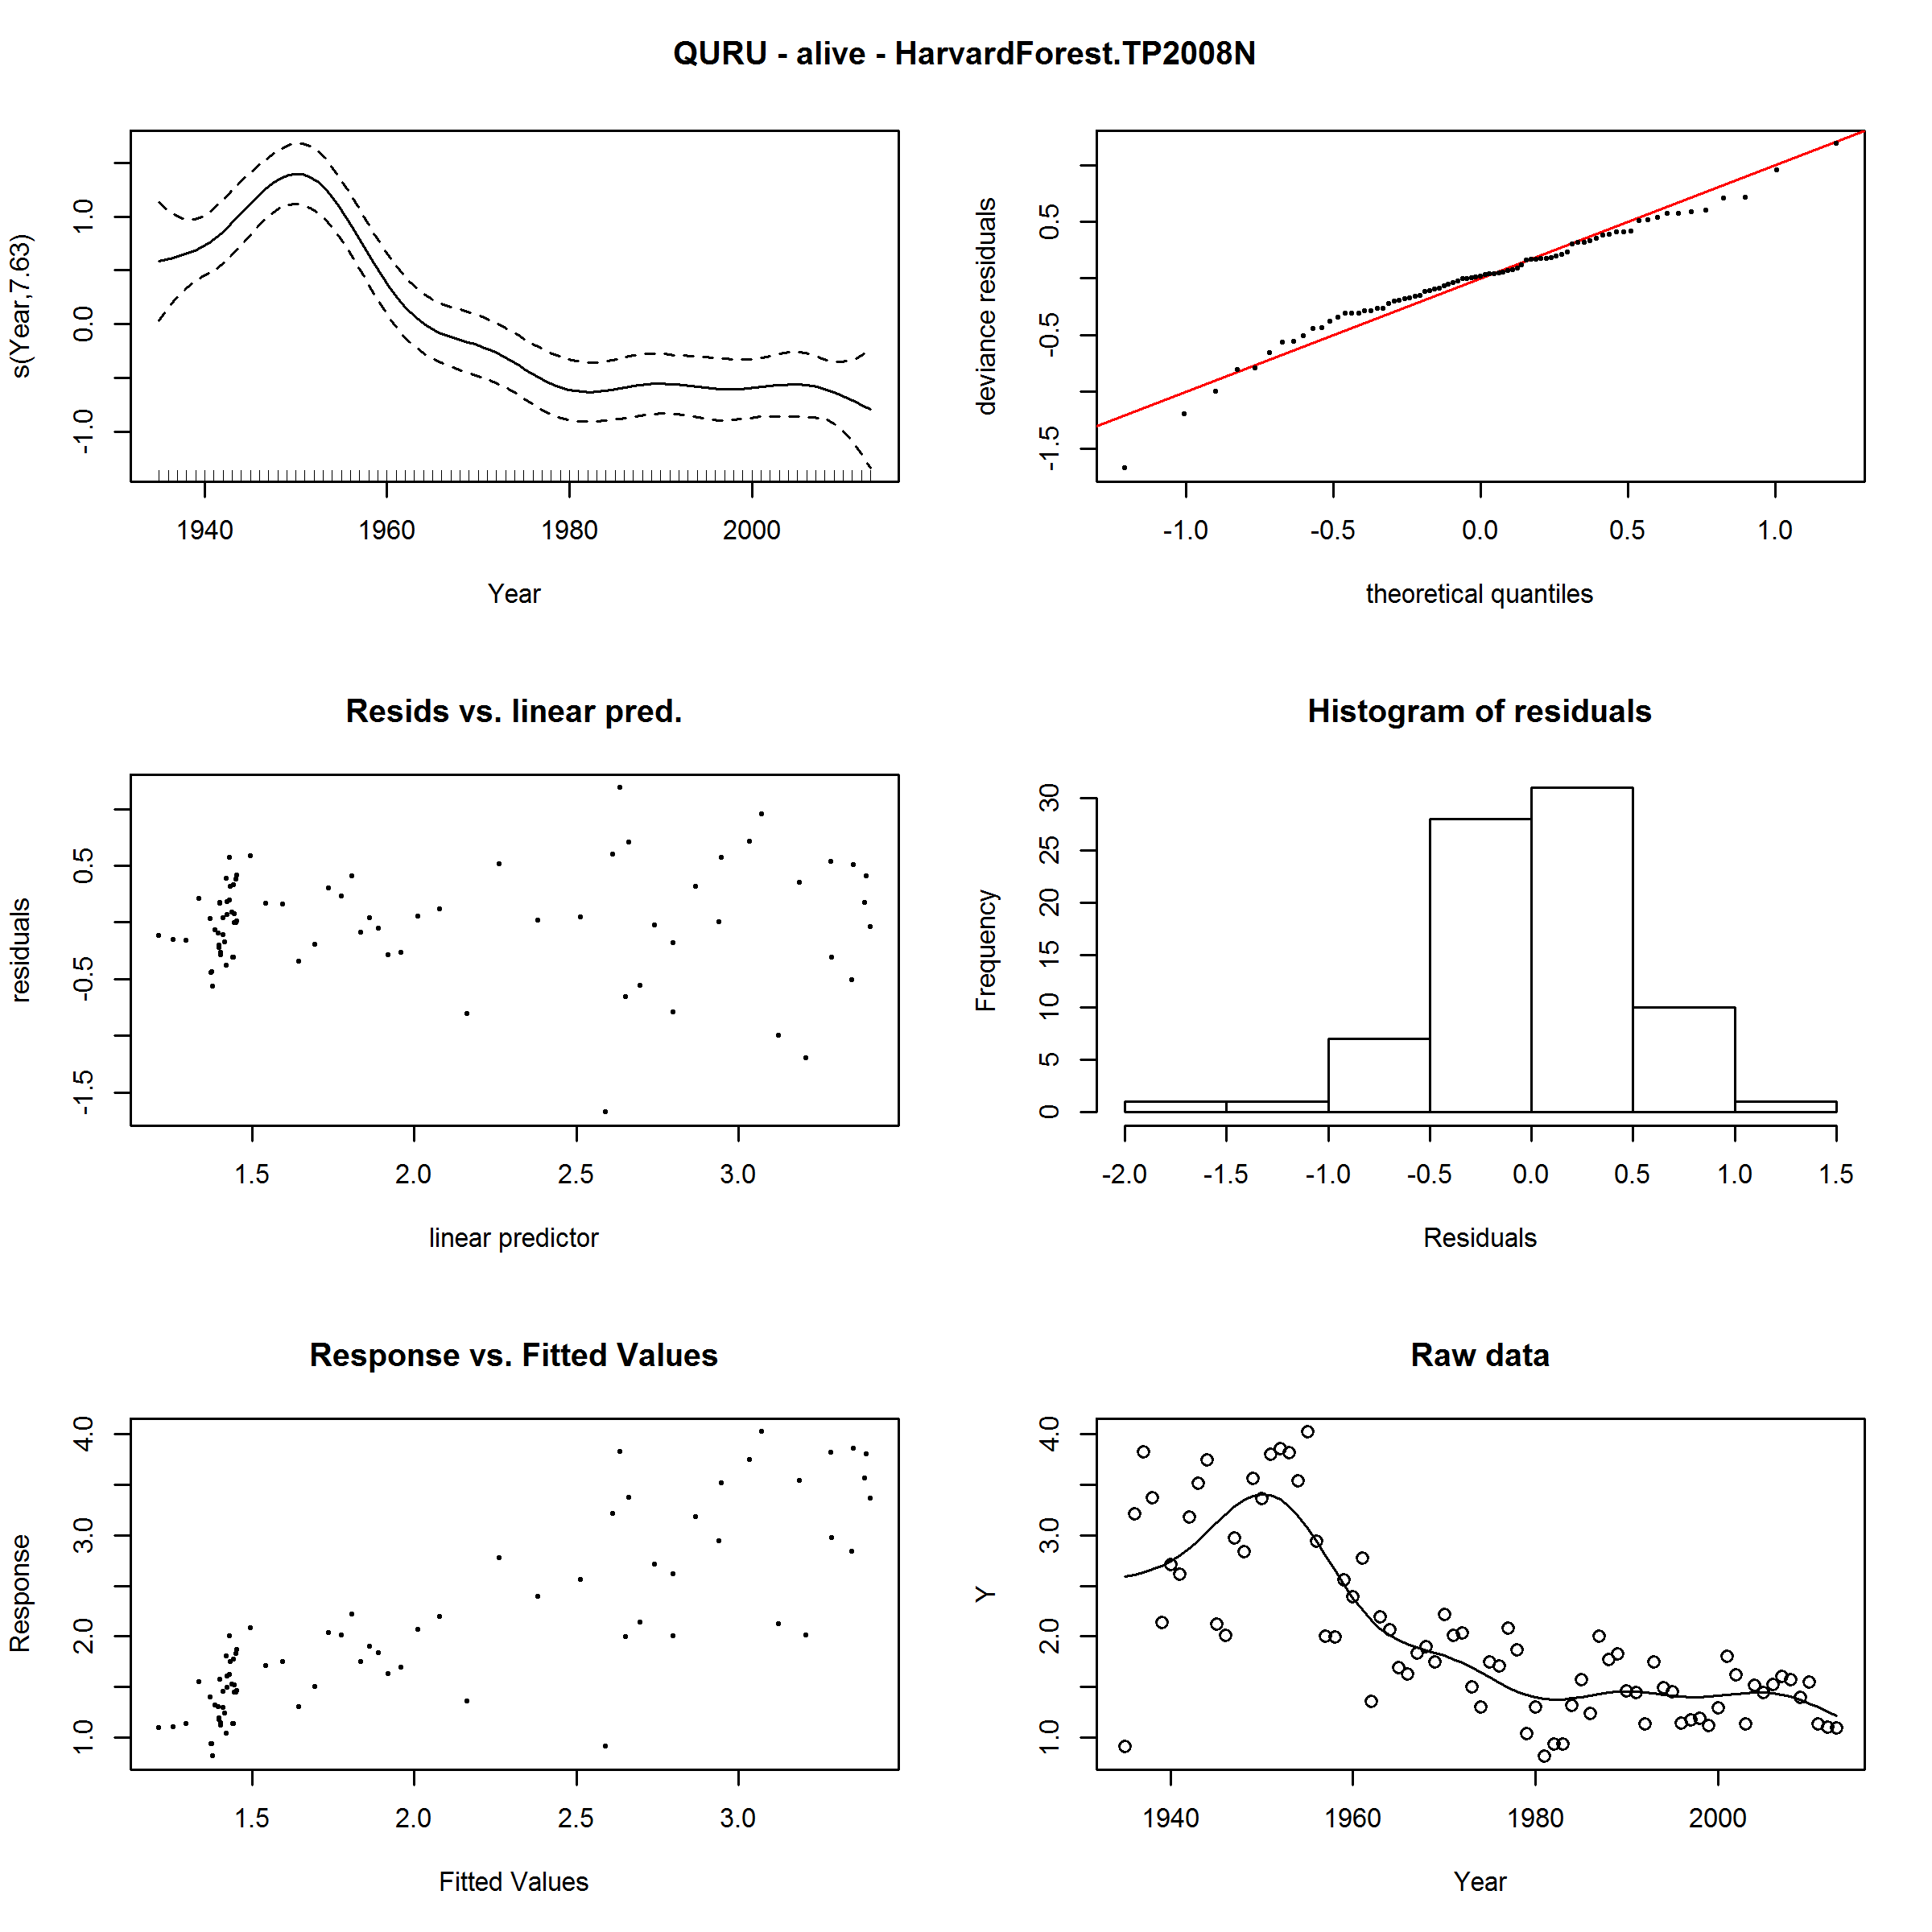 QURU - alive - HarvardForest.TP2008N
s(Year,7.63)
-1.0 0.0 1.0
1940 1960 1980 2000
Year
deviance residuals
-1.5 -0.5 0.5
-1.0 -0.5 0.0 0.5 1.0
theoretical quantiles
Resids vs. linear pred.
residuals
-1.5 -0.5 0.5
1.5 2.0 2.5 3.0
linear predictor
Histogram of residuals
Frequency
0 5 10 15 20 25 30
-2.0 -1.5 -1.0 -0.5 0.0 0.5 1.0 1.5
Residuals
Response vs. Fitted Values
Response
1.0 2.0 3.0 4.0
1.5 2.0 2.5 3.0
Fitted Values
Raw data
Y
1.0 2.0 3.0 4.0
1940 1960 1980 2000
Year